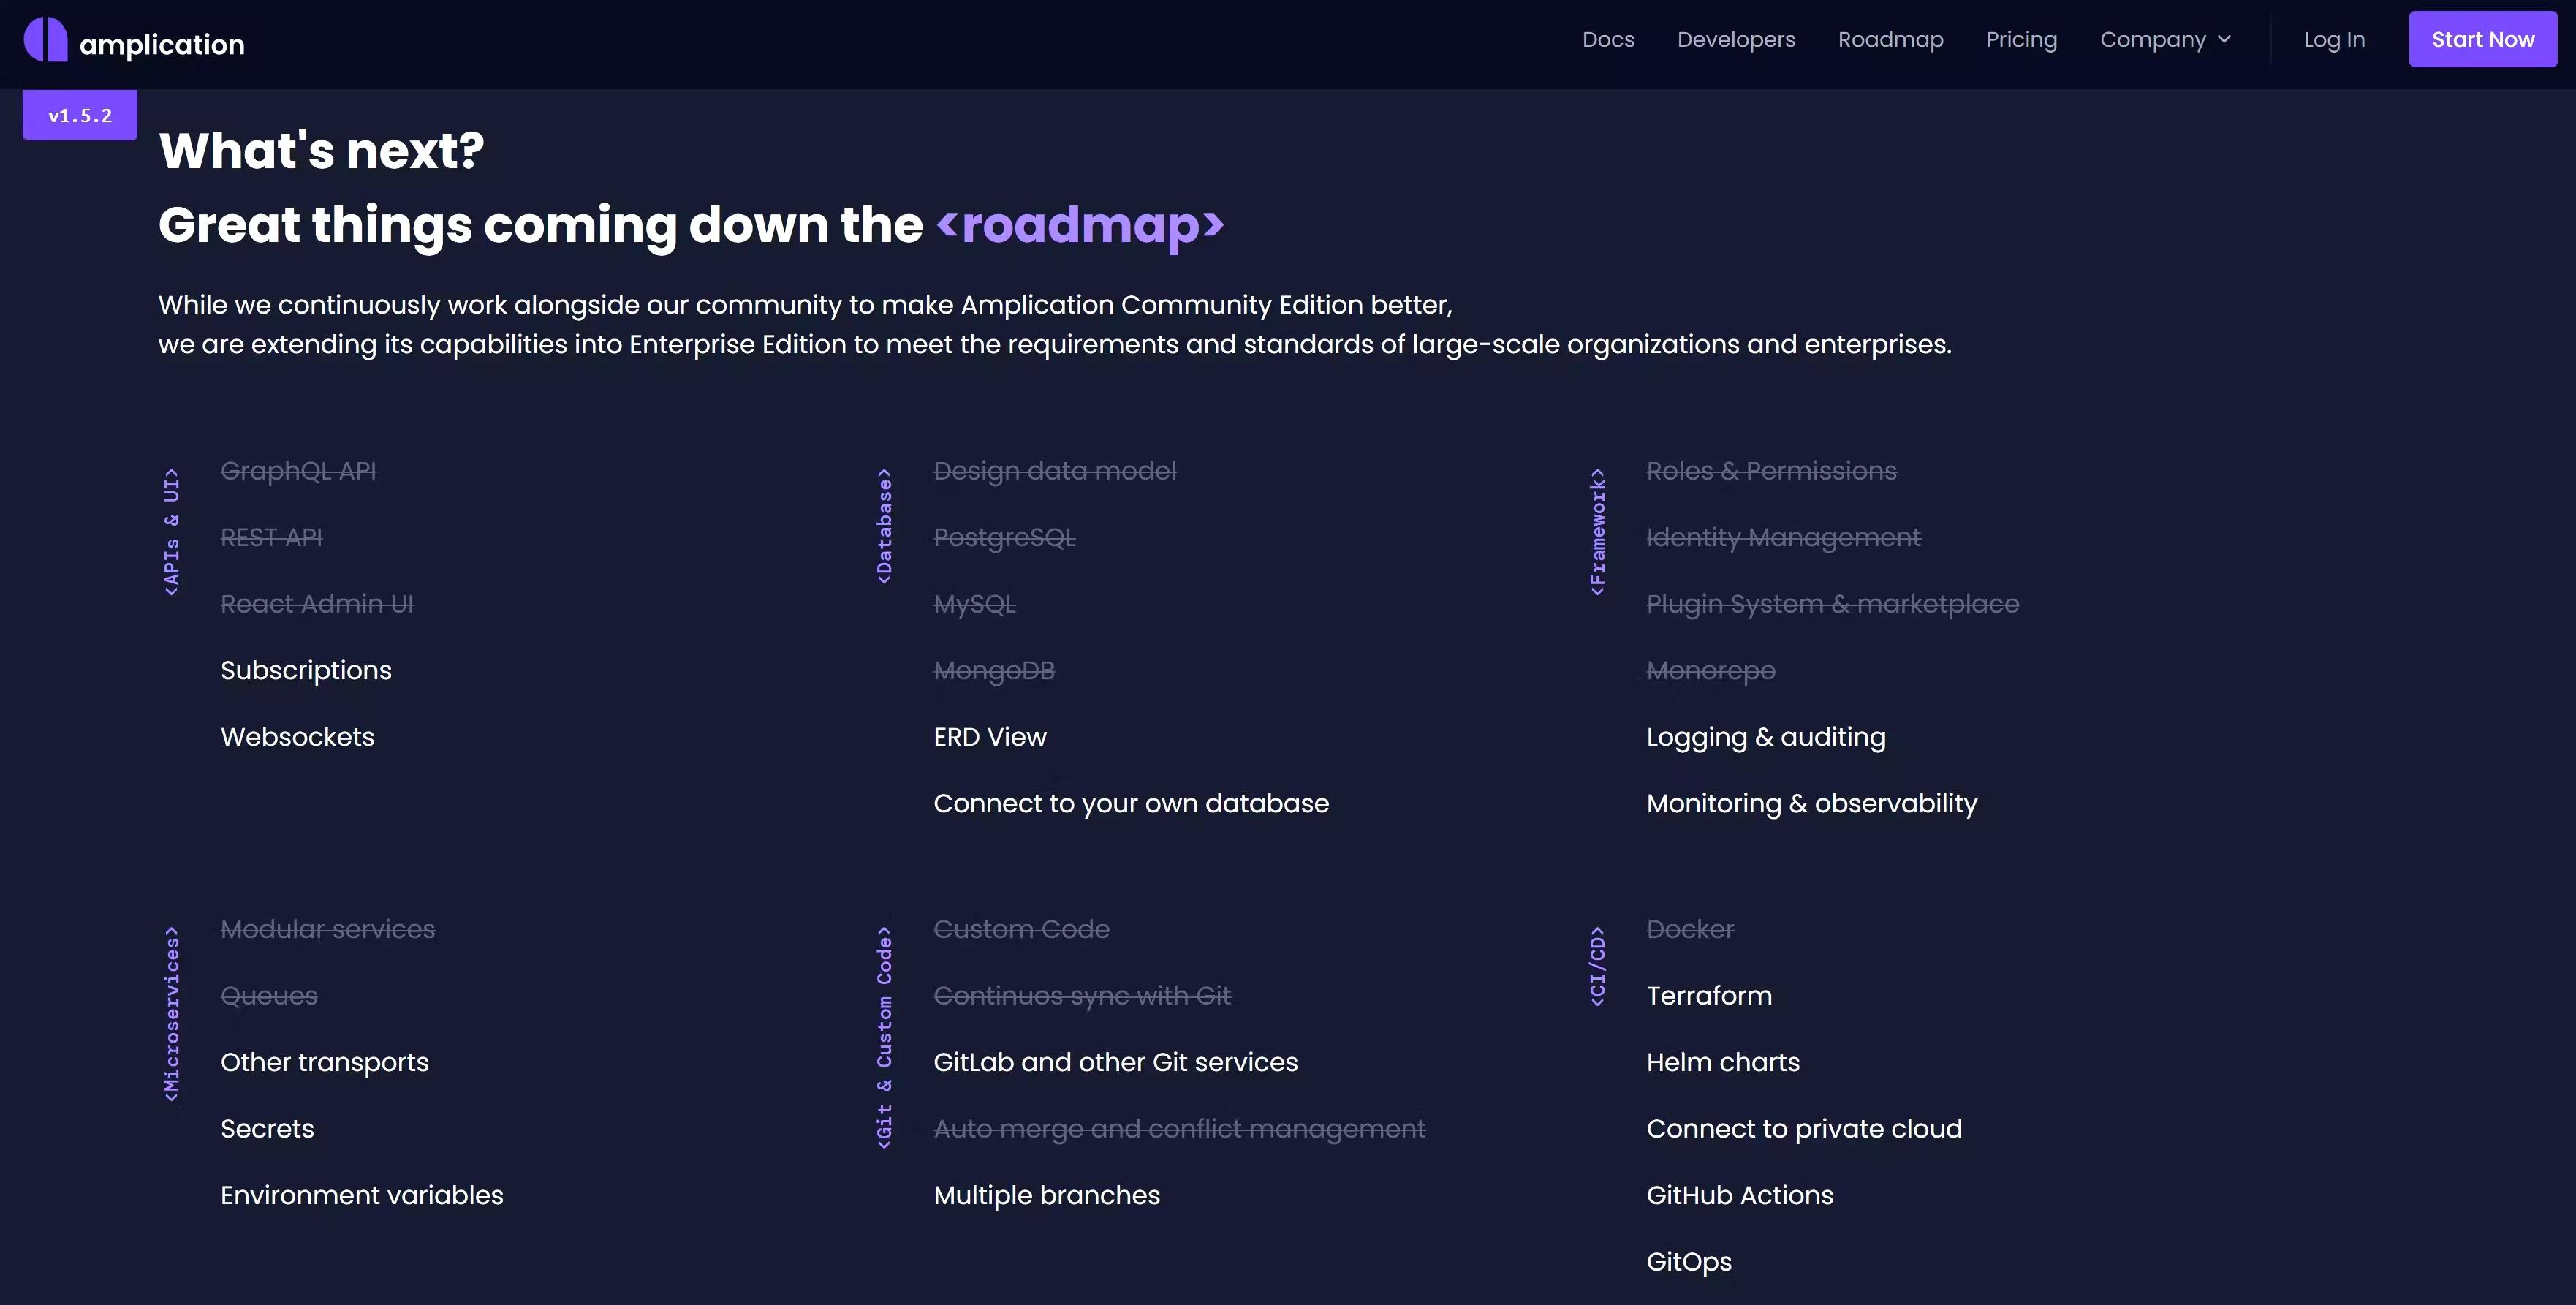 amplication
Docs Developers Roadmap Pricing Company Log In Start Now
v1.5.2
What's next?
Great things coming down the <roadmap>
While we continuously work alongside our community to make Amplication Community Edition better,
we are extending its capabilities into Enterprise Edition to meet the requirements and standards of large-scale organizations and enterprises.
<APIs & UI>
GraphQL API
REST API
React Admin UI
Subscriptions
Websockets
<Database>
Design data model
PostgreSQL
MySQL
MongoDB
ERD View
Connect to your own database
<Framework>
Roles & Permissions
Identity Management
Plugin System & marketplace
Monorepo
Logging & auditing
Monitoring & observability
<Microservices>
Modular services
Queues
Other transports
Secrets
Environment variables
<Git & Custom Code>
Custom Code
Continuos sync with Git
GitLab and other Git services
Auto merge and conflict management
Multiple branches
<CI/CD>
Docker
Terraform
Helm charts
Connect to private cloud
GitHub Actions
GitOps